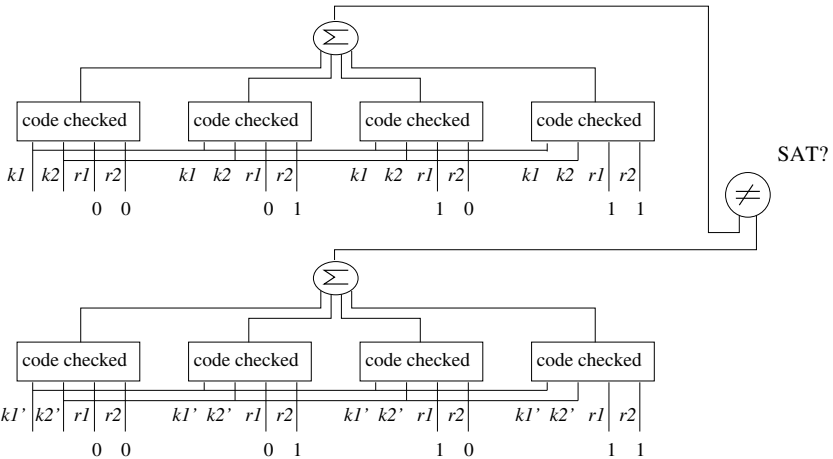 Σ
code checked code checked code checked code checked
SAT?
k1 k2 r1 r2 k1 k2 r1 r2 k1 k2 r1 r2 k1 k2 r1 r2
≠
0 0 0 1 1 0 1 1
Σ
code checked code checked code checked code checked
k1’ k2’ r1 r2 k1’ k2’ r1 r2 k1’ k2’ r1 r2 k1’ k2’ r1 r2
0 0 0 1 1 0 1 1